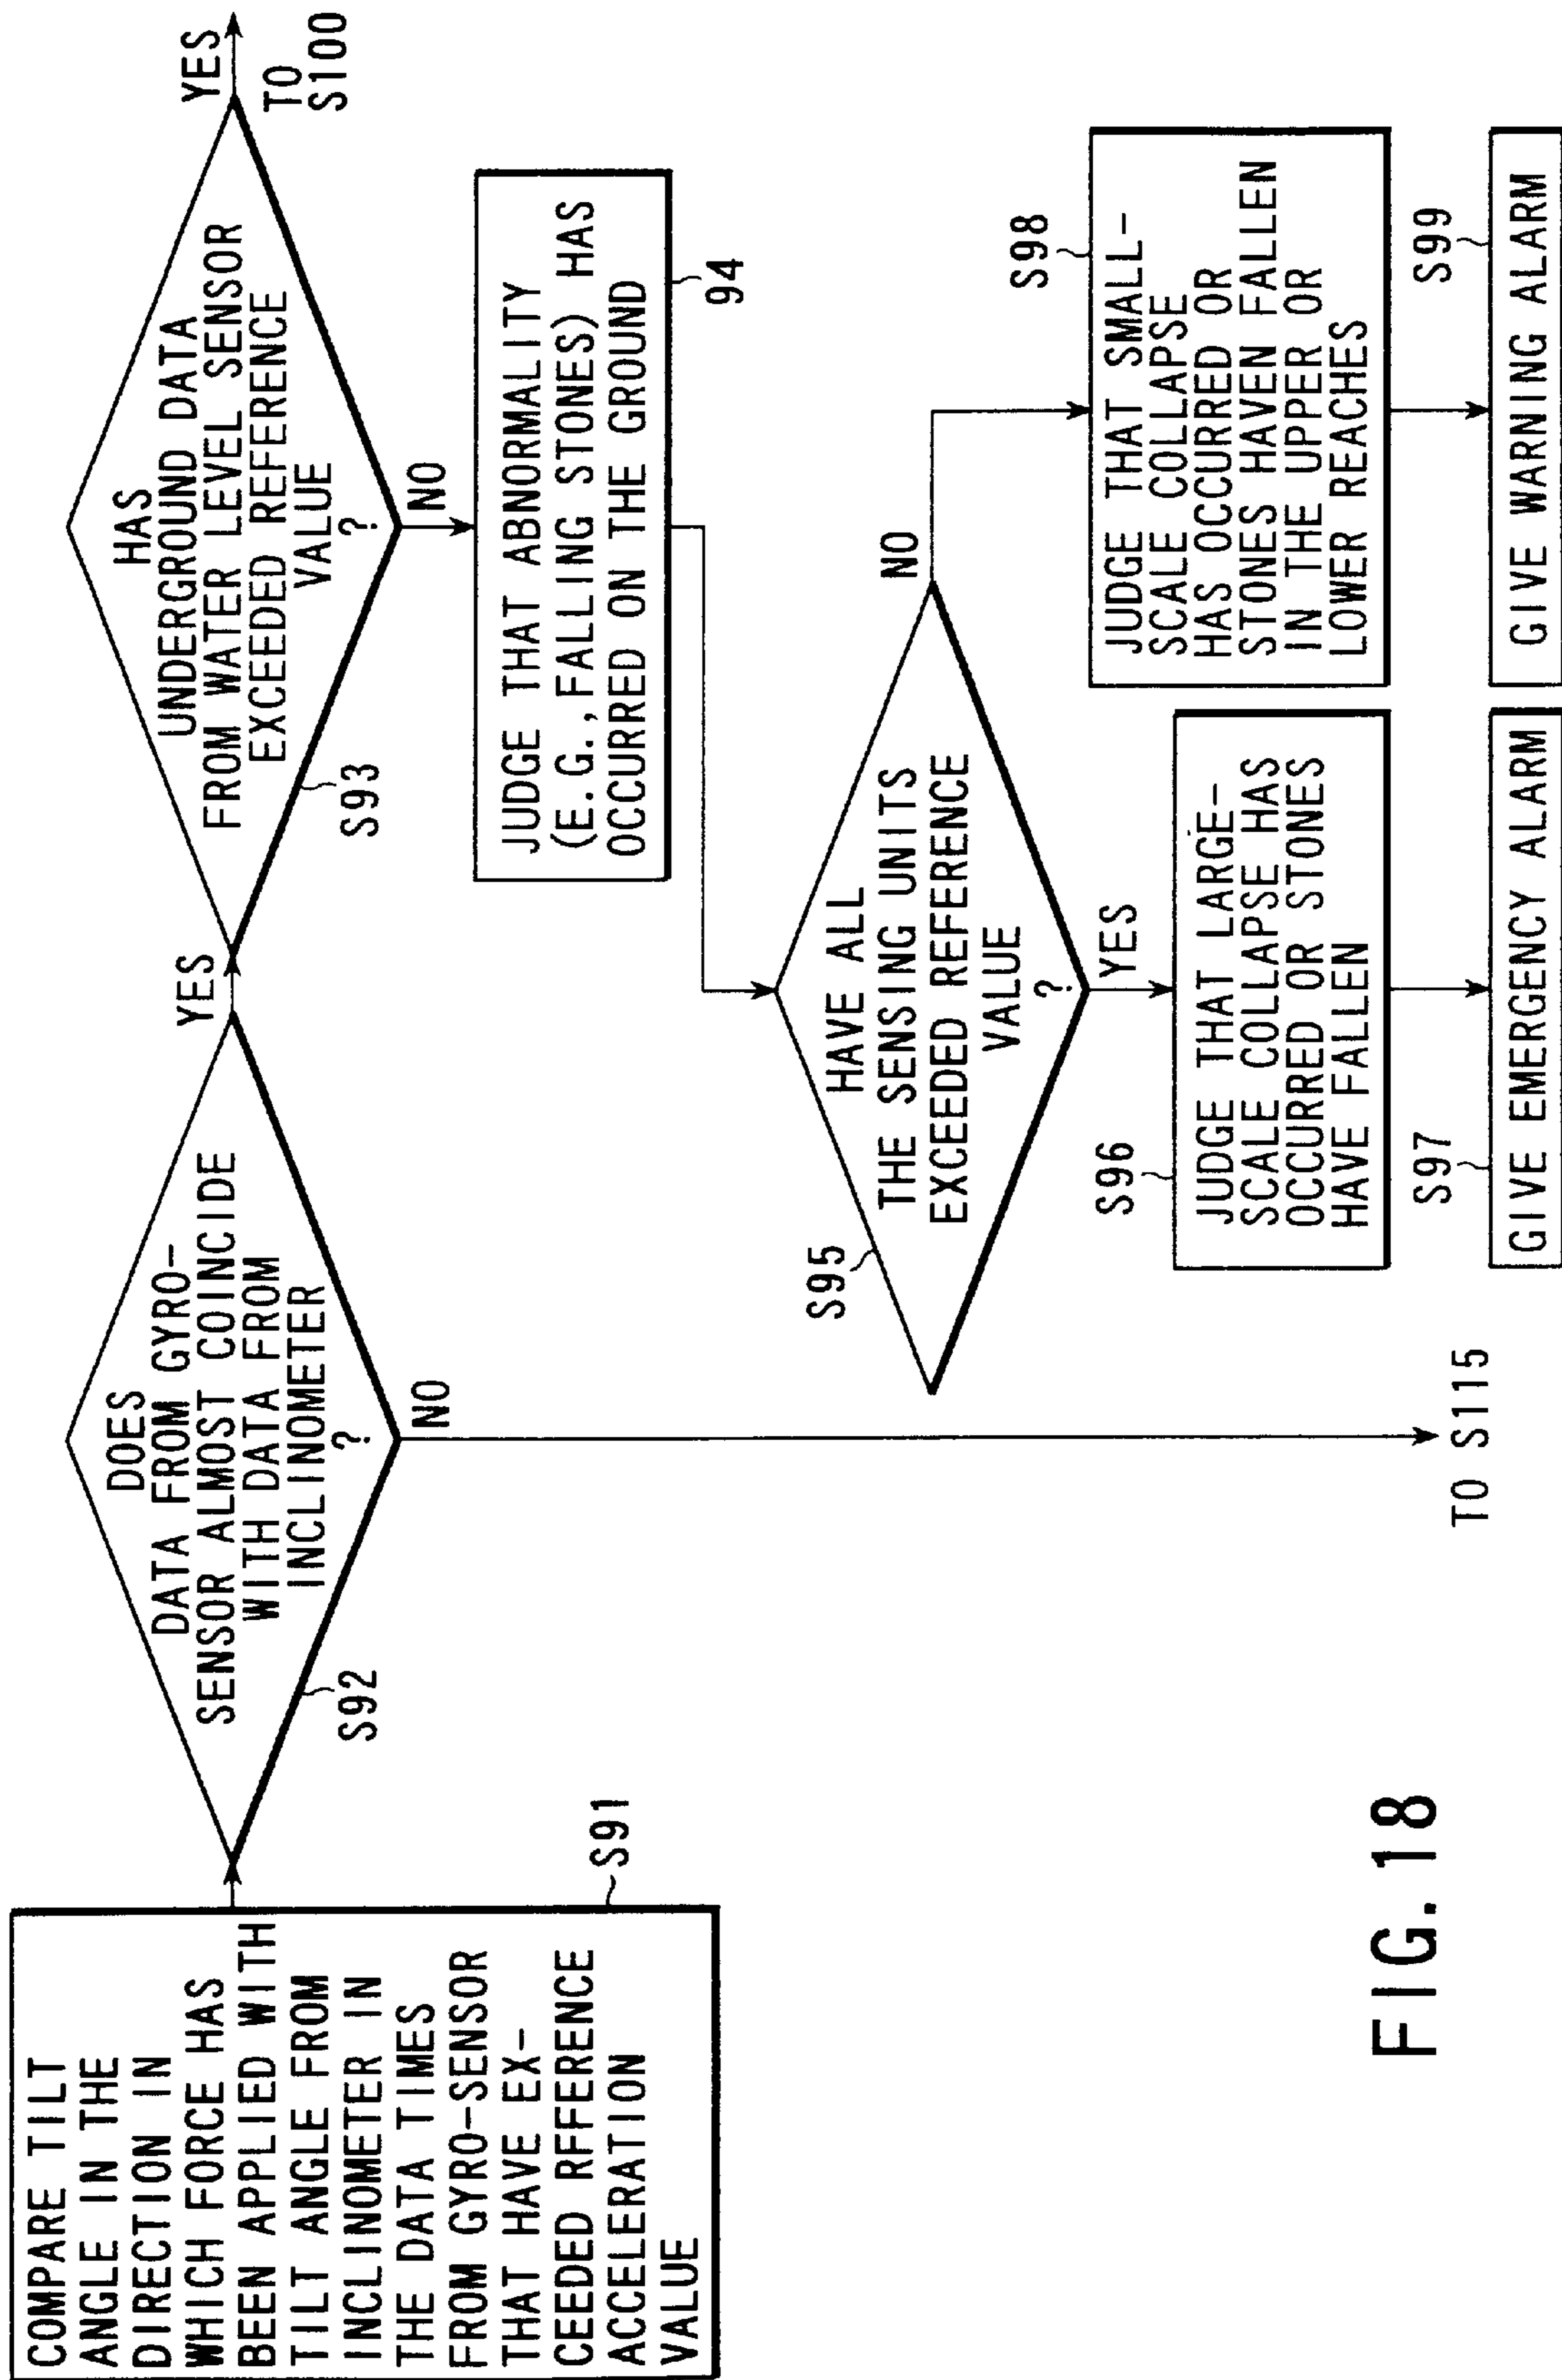 COMPARE TILT
ANGLE IN THE
DIRECTION IN
WHICH FORCE HAS
BEEN APPLIED WITH
TILT ANGLE FROM
INCLINOMETER IN
THE DATA TIMES
FROM GYRO-SENSOR
THAT HAVE EX-
CEEDED RFFERENCE
ACCELERATION
VALUE
S91
DOES
DATA FROM GYRO-
SENSOR ALMOST COINCIDE
WITH DATA FROM
INCLINOMETER
?
S92
YES
NO
TO S115
HAS
UNDERGROUND DATA
FROM WATER LEVEL SENSOR
EXCEEDED REFERENCE
VALUE
?
S93
YES
TO
S100
NO
JUDGE THAT ABNORMALITY
(E.G.,FALLING STONES) HAS
OCCURRED ON THE GROUND
94
HAVE ALL
THE SENSING UNITS
EXCEEDED REFERENCE
VALUE
?
S95
YES
NO
S96
JUDGE THAT LARGE-
SCALE COLLAPSE HAS
OCCURRED OR STONES
HAVE FALLEN
S97
GIVE EMERGENCY ALARM
S98
JUDGE THAT SMALL-
SCALE COLLAPSE
HAS OCCURRED OR
STONES HAVEN FALLEN
IN THE UPPER OR
LOWER REACHES
S99
GIVE WARNING ALARM
FIG. 18